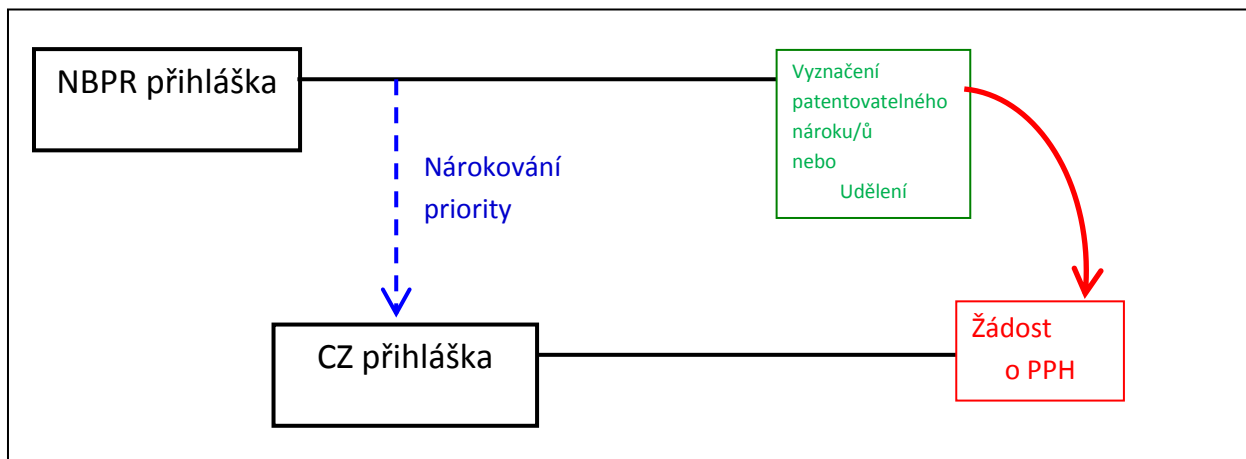 NBPR přihláška
Vyznačení
patentovatelného
nároku/ů
nebo
Udělení
Nárokování
priority
CZ přihláška
Žádost
o PPH